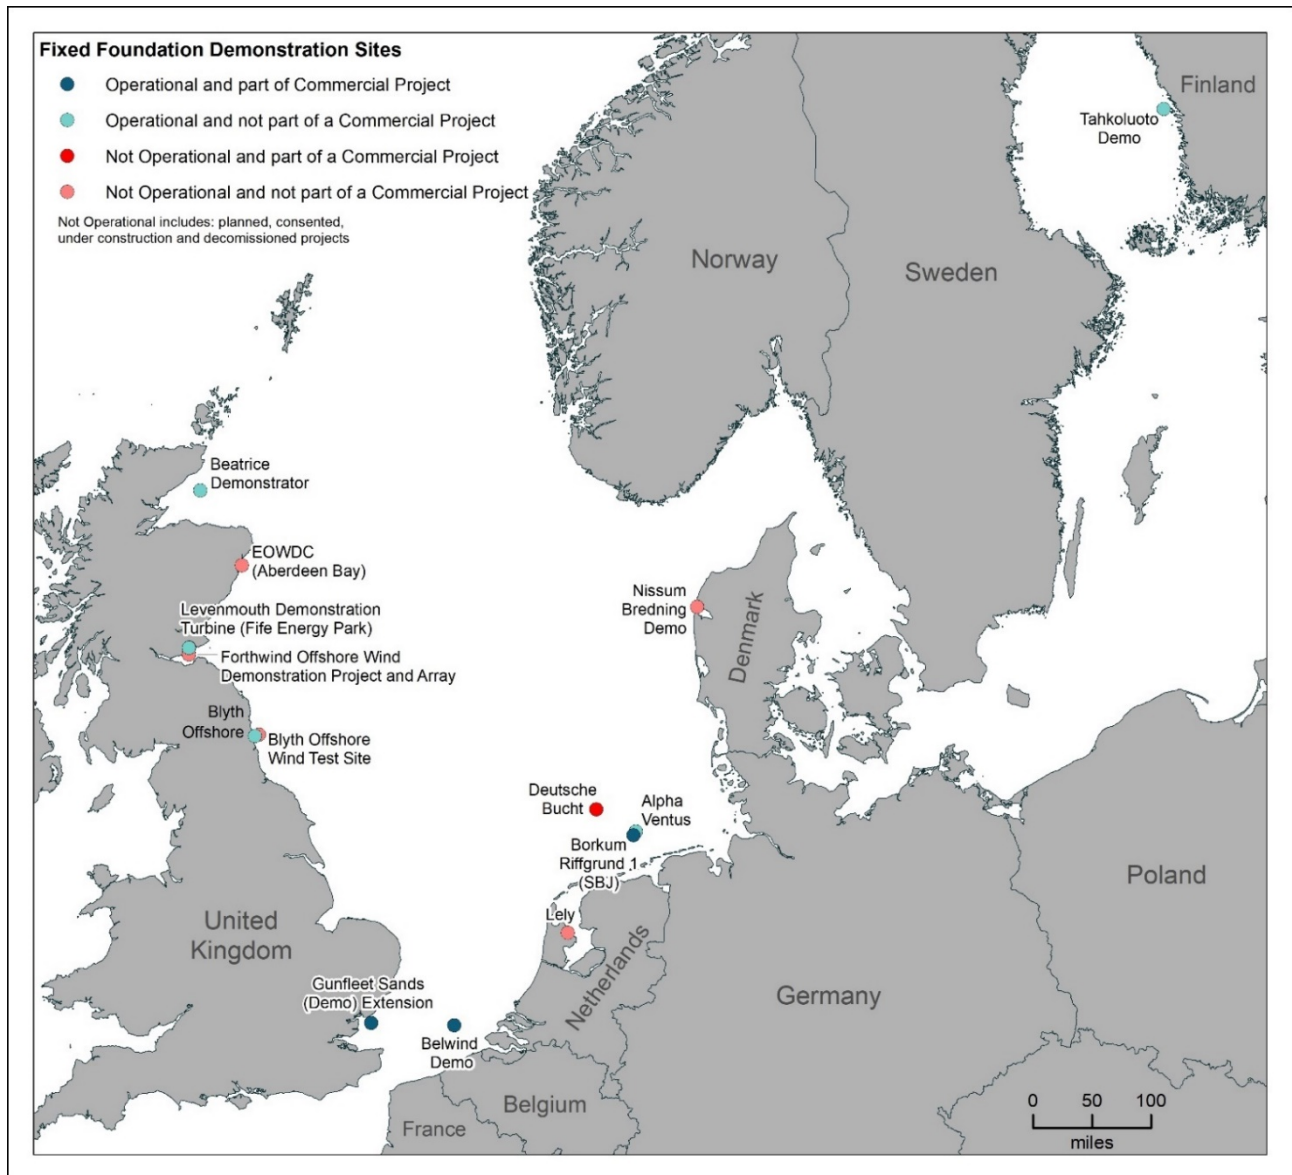 Fixed Foundation Demonstration Sites
Operational and part of Commercial Project
Operational and not part of a Commercial Project
Not Operational and part of a Commercial Project
Not Operational and not part of a Commercial Project
Not Operational includes: planned, consented,
under construction and decomissioned projects
Finland
Tahkoluoto
Demo
Norway
Sweden
Beatrice
Demonstrator
EOWDC
(Aberdeen Bay)
Levenmouth Demonstration
Turbine (Fife Energy Park)
Forthwind Offshore Wind
Demonstration Project and Array
Blyth
Offshore
Blyth Offshore
Wind Test Site
Nissum
Bredning
Demo
Denmark
Deutsche
Bucht
Alpha
Ventus
Borkum
Riffgrund 1
(SBJ)
Lely
Netherlands
United
Kingdom
Gunfleet Sands
(Demo) Extension
Belwind
Demo
Germany
Poland
Belgium
France
0 50 100
miles